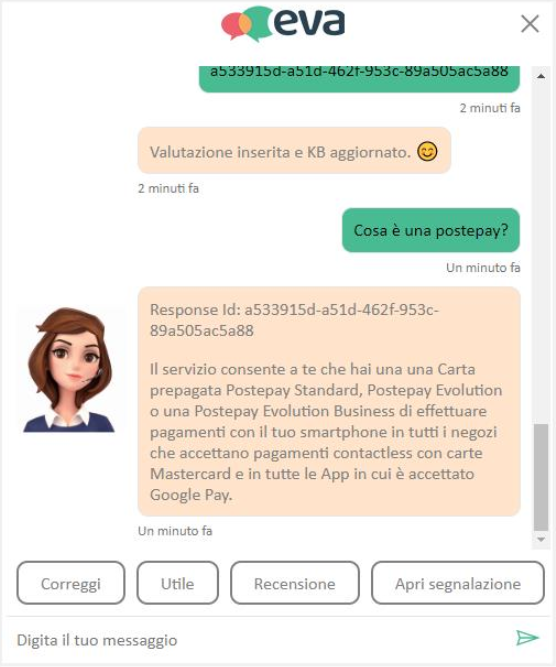 eva
a533915d-a51d-462f-953c-89a505ac5a88
2 minuti fa
Valutazione inserita e KB aggiornato. 😊
2 minuti fa
Cosa è una postepay?
Un minuto fa
Response Id: a533915d-a51d-462f-953c-
89a505ac5a88
Il servizio consente a te che hai una una Carta
prepagata Postepay Standard, Postepay Evolution
o una Postepay Evolution Business di effettuare
pagamenti con il tuo smartphone in tutti i negozi
che accettano pagamenti contactless con carte
Mastercard e in tutte le App in cui è accettato
Google Pay.
Un minuto fa
Correggi
Utile
Recensione
Apri segnalazione
Digita il tuo messaggio